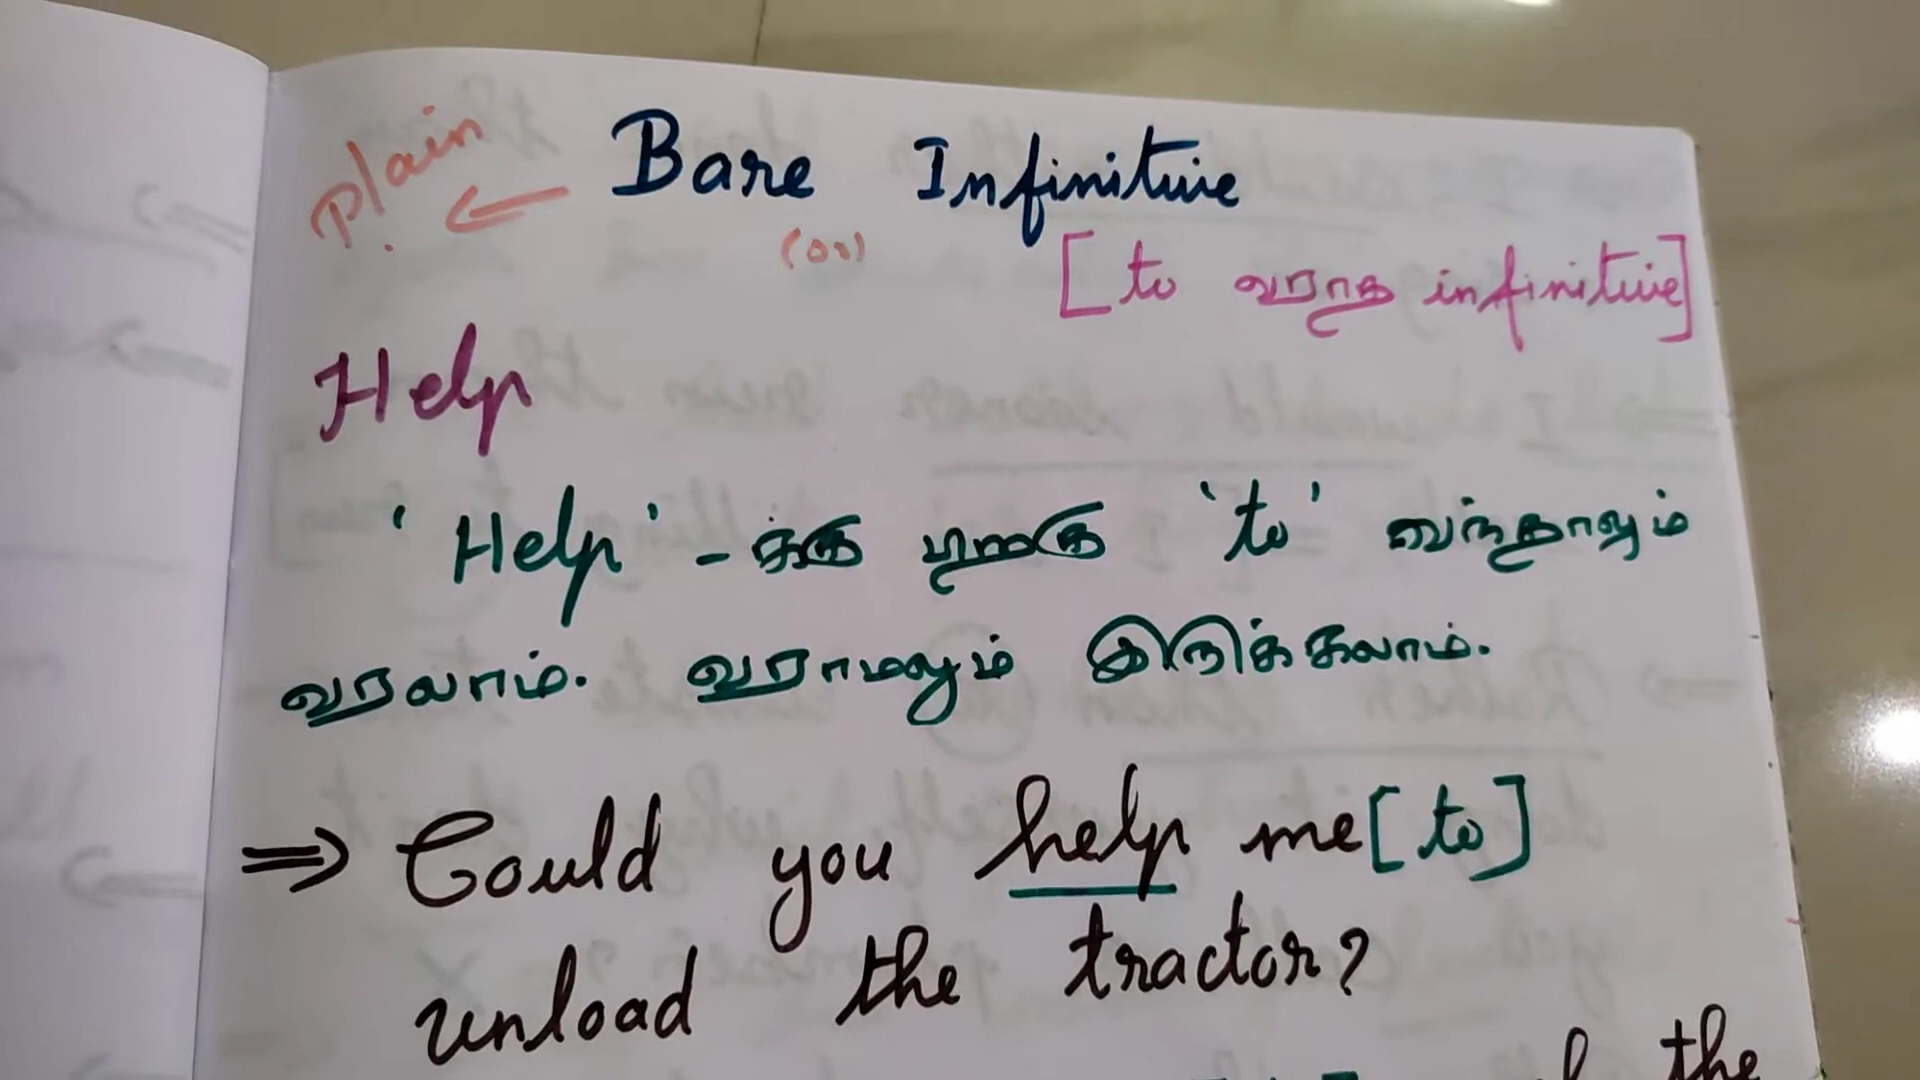 Plain ← Bare Infinitive
(or)
[to வராத infinitive]
Help
'Help' - க்கு பிறகு 'to' வந்தாலும்
வரலாம். வராமலும் இருக்கலாம்.
⇒ Could you help me [to]
unload the tractor?
the